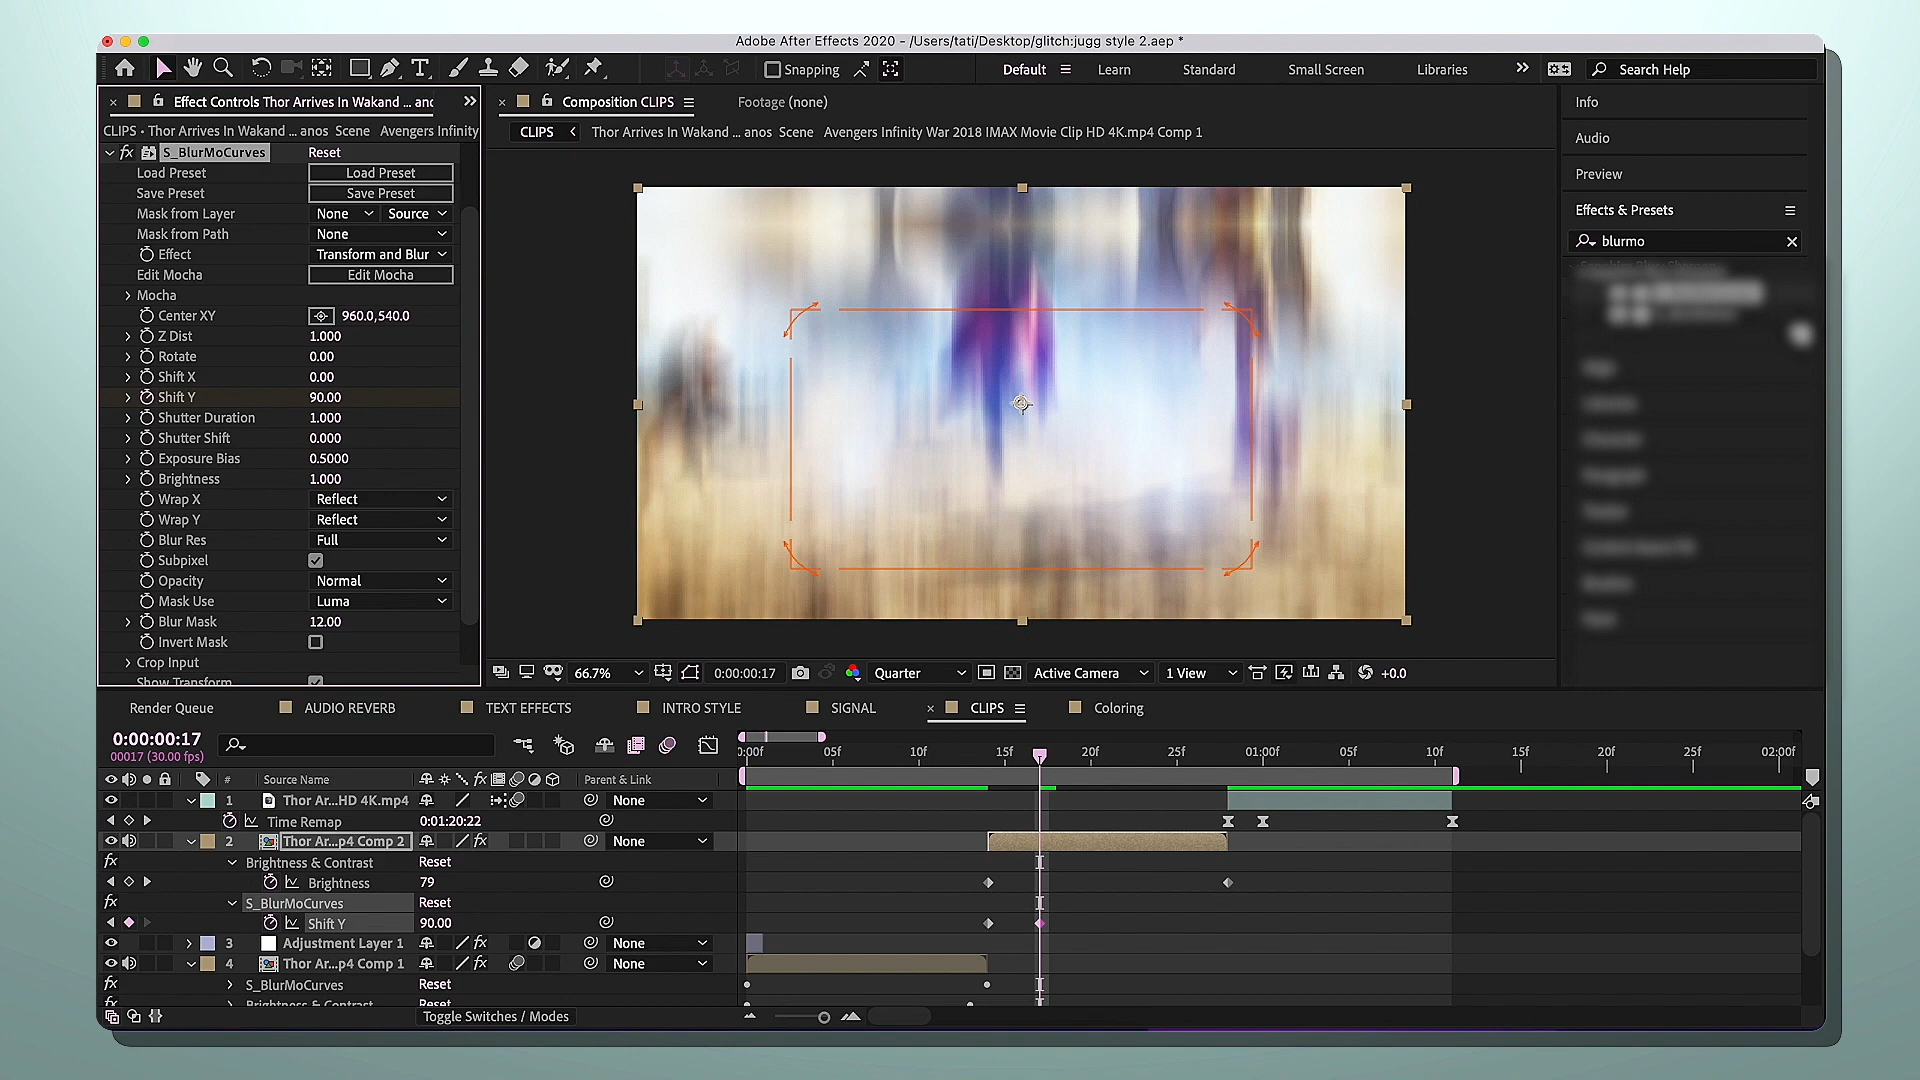 Adobe After Effects 2020 - /Users/tati/Desktop/glitch:jugg style 2.aep *
Snapping
Default
Learn
Standard
Small Screen
Libraries
Search Help
Effect Controls Thor Arrives In Wakand ... and
CLIPS • Thor Arrives In Wakand ... anos Scene Avengers Infinity
S_BlurMoCurves Reset
Load Preset Load Preset
Save Preset Save Preset
Mask from Layer None Source
Mask from Path None
Effect Transform and Blur
Edit Mocha Edit Mocha
Mocha
Center XY 960.0,540.0
Z Dist 1.000
Rotate 0.00
Shift X 0.00
Shift Y 90.00
Shutter Duration 1.000
Shutter Shift 0.000
Exposure Bias 0.5000
Brightness 1.000
Wrap X Reflect
Wrap Y Reflect
Blur Res Full
Subpixel
Opacity Normal
Mask Use Luma
Blur Mask 12.00
Invert Mask
Crop Input
Show Transform
Composition CLIPS
Footage (none)
CLIPS Thor Arrives In Wakand ... anos Scene Avengers Infinity War 2018 IMAX Movie Clip HD 4K.mp4 Comp 1
66.7% 0:00:00:17 Quarter Active Camera 1 View +0.0
Info
Audio
Preview
Effects & Presets
blurmo
Render Queue AUDIO REVERB TEXT EFFECTS INTRO STYLE SIGNAL CLIPS Coloring
0:00:00:17
00017 (30.00 fps)
0:00f 05f 10f 15f 20f 25f 01:00f 05f 10f 15f 20f 25f 02:00f
# Source Name fx Parent & Link
1 Thor Ar...HD 4K.mp4 None
Time Remap 0:01:20:22
2 Thor Ar...p4 Comp 2 fx None
fx Brightness & Contrast Reset
Brightness 79
fx S_BlurMoCurves Reset
Shift Y 90.00
3 Adjustment Layer 1 fx None
4 Thor Ar...p4 Comp 1 fx None
fx S_BlurMoCurves Reset
fx Brightness & Contrast Reset
Toggle Switches / Modes